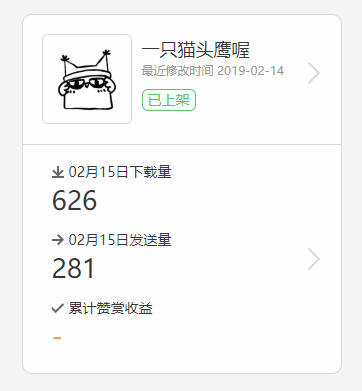 一只猫头鹰喔
最近修改时间 2019-02-14
已上架
02月15日下载量
626
02月15日发送量
281
累计赞赏收益
-